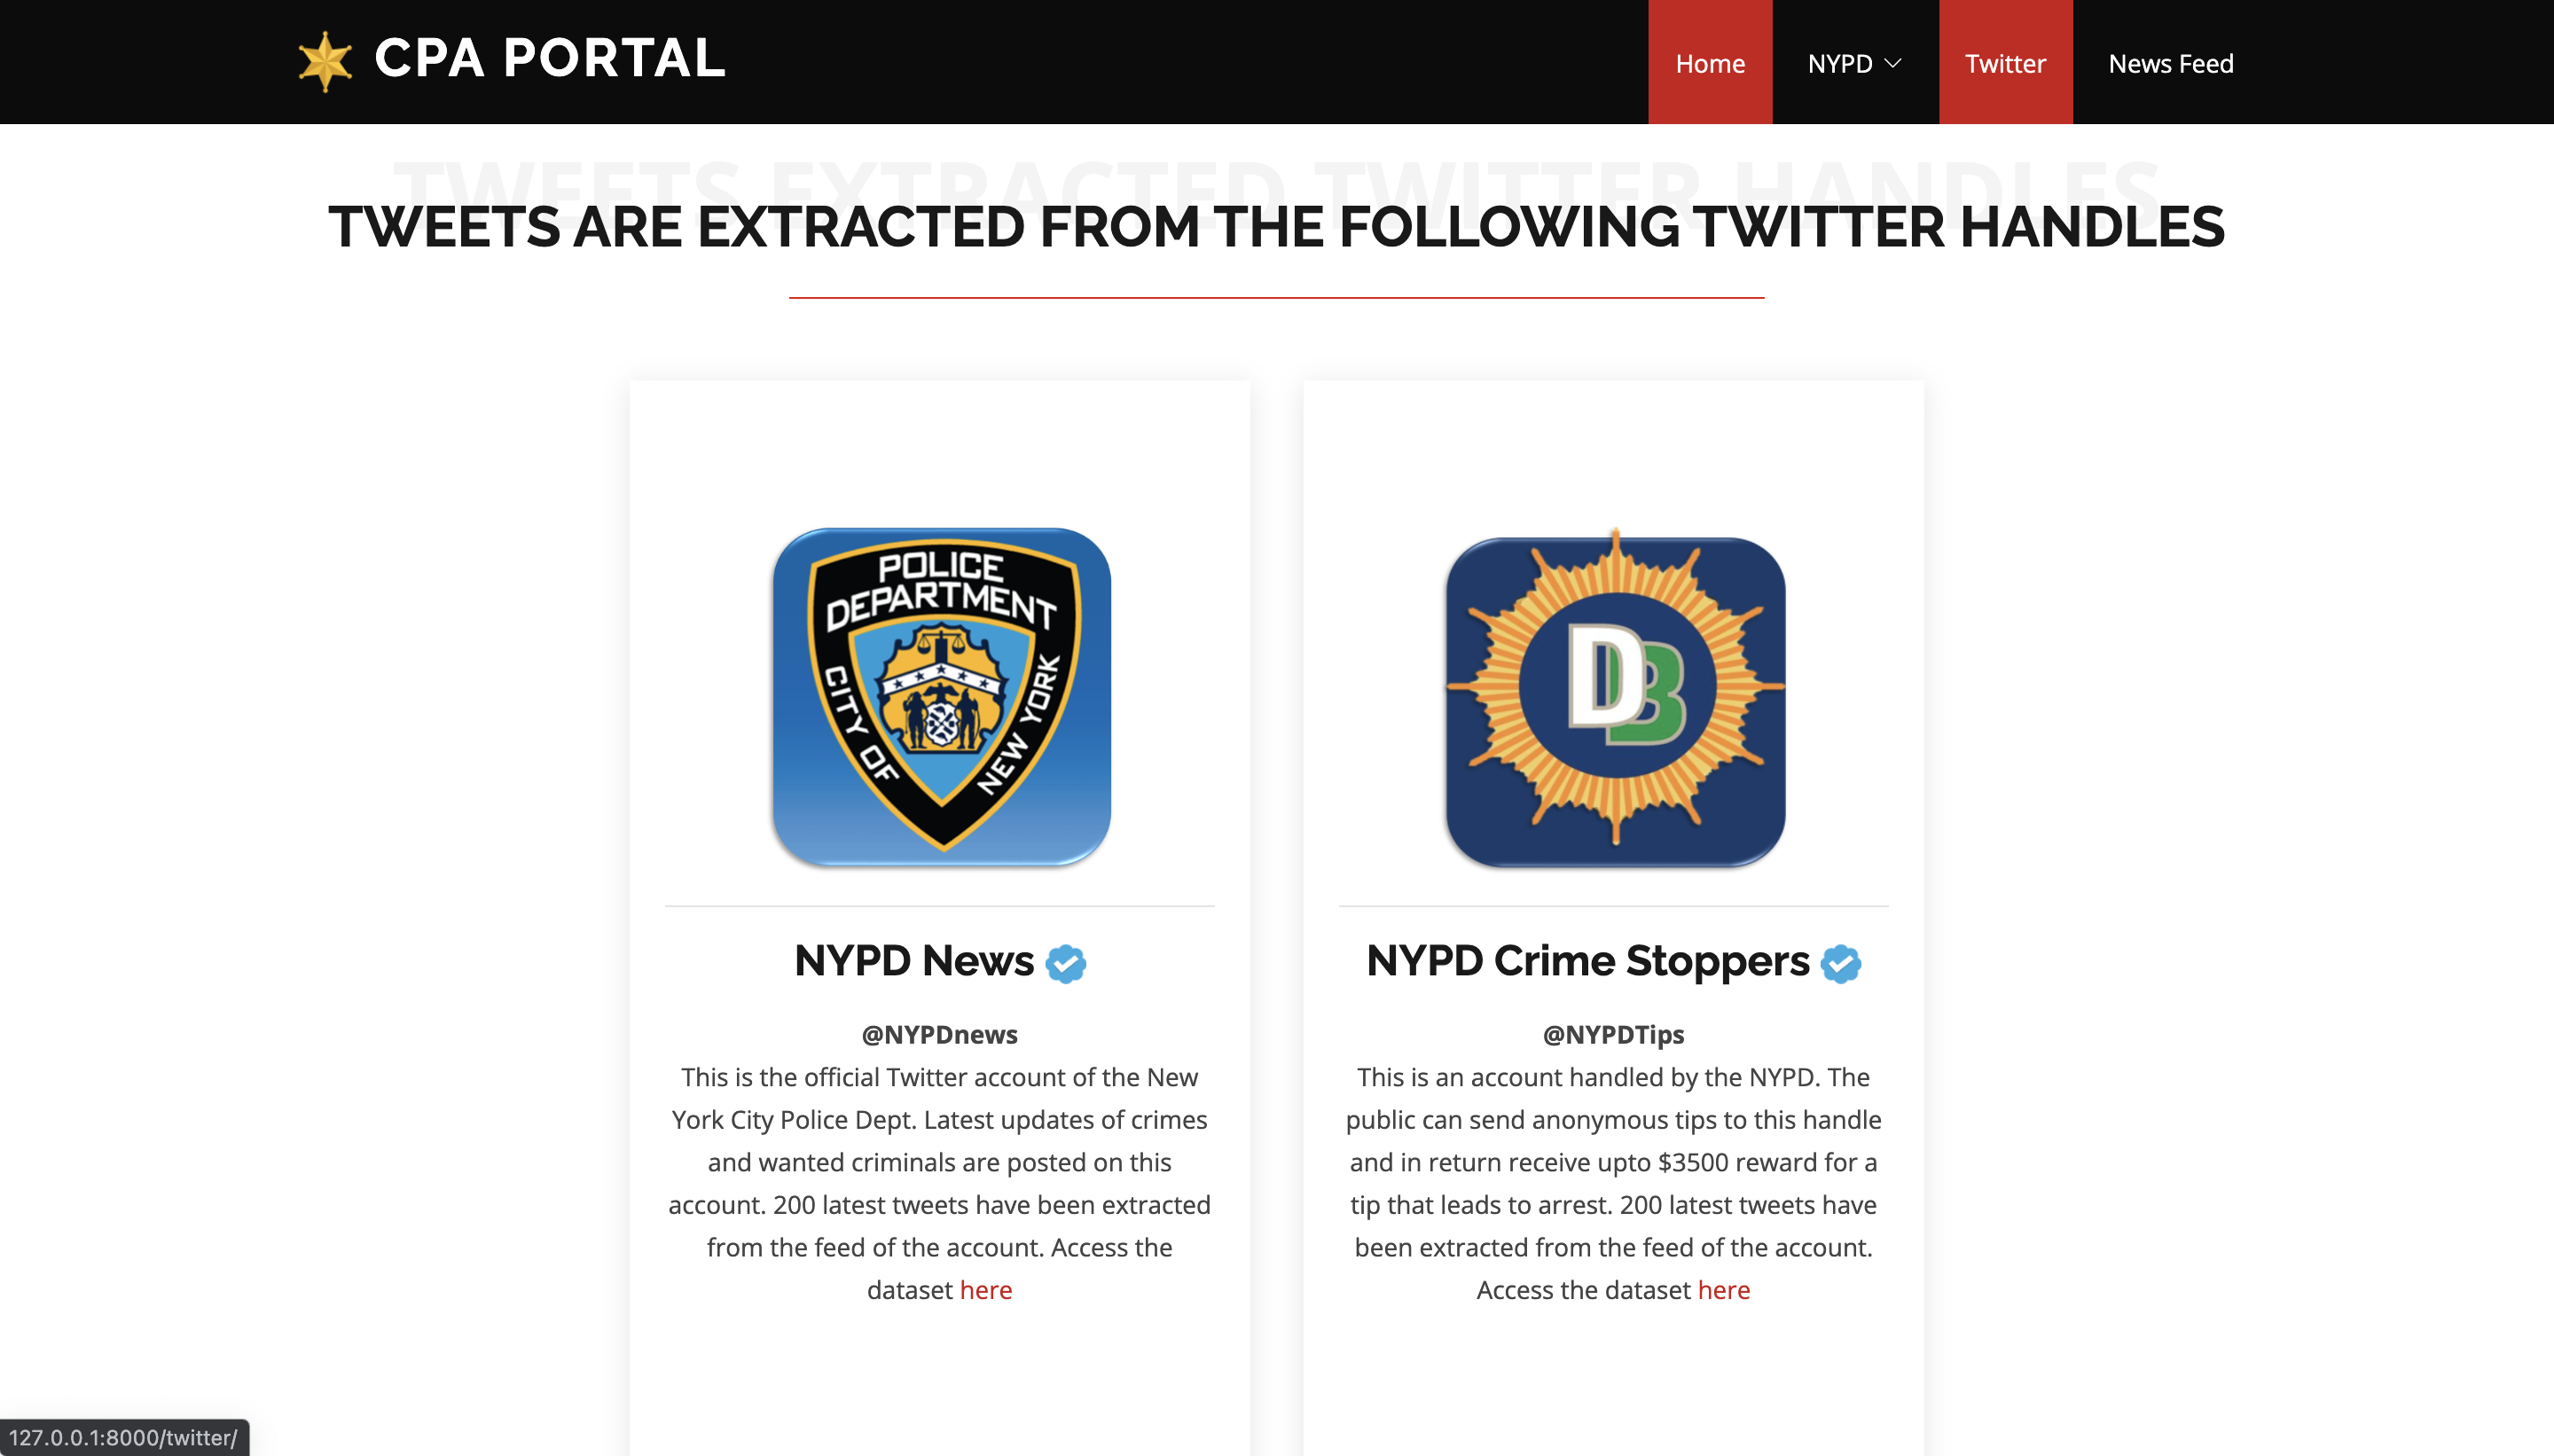 CPA PORTAL
Home NYPD Twitter News Feed
TWEETS EXTRACTED TWITTER HANDLES
TWEETS ARE EXTRACTED FROM THE FOLLOWING TWITTER HANDLES
POLICE
DEPARTMENT
CITY OF
NEW YORK
NYPD News
@NYPDnews
This is the official Twitter account of the New
York City Police Dept. Latest updates of crimes
and wanted criminals are posted on this
account. 200 latest tweets have been extracted
from the feed of the account. Access the
dataset here
DB
NYPD Crime Stoppers
@NYPDTips
This is an account handled by the NYPD. The
public can send anonymous tips to this handle
and in return receive upto $3500 reward for a
tip that leads to arrest. 200 latest tweets have
been extracted from the feed of the account.
Access the dataset here
127.0.0.1:8000/twitter/